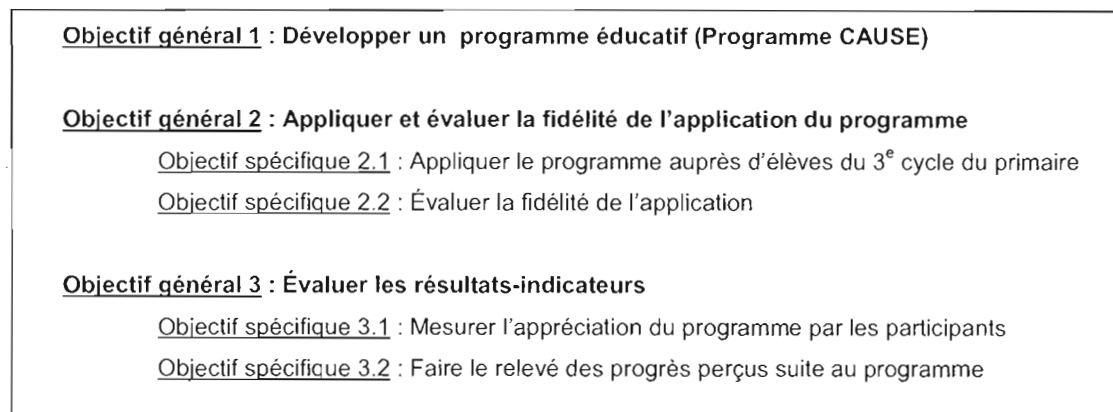 Objectif général 1 : Développer un programme éducatif (Programme CAUSE)
Objectif général 2 : Appliquer et évaluer la fidélité de l'application du programme
Objectif spécifique 2.1 : Appliquer le programme auprès d'élèves du 3e cycle du primaire
Objectif spécifique 2.2 : Évaluer la fidélité de l'application
Objectif général 3 : Évaluer les résultats-indicateurs
Objectif spécifique 3.1 : Mesurer l'appréciation du programme par les participants
Objectif spécifique 3.2 : Faire le relevé des progrès perçus suite au programme